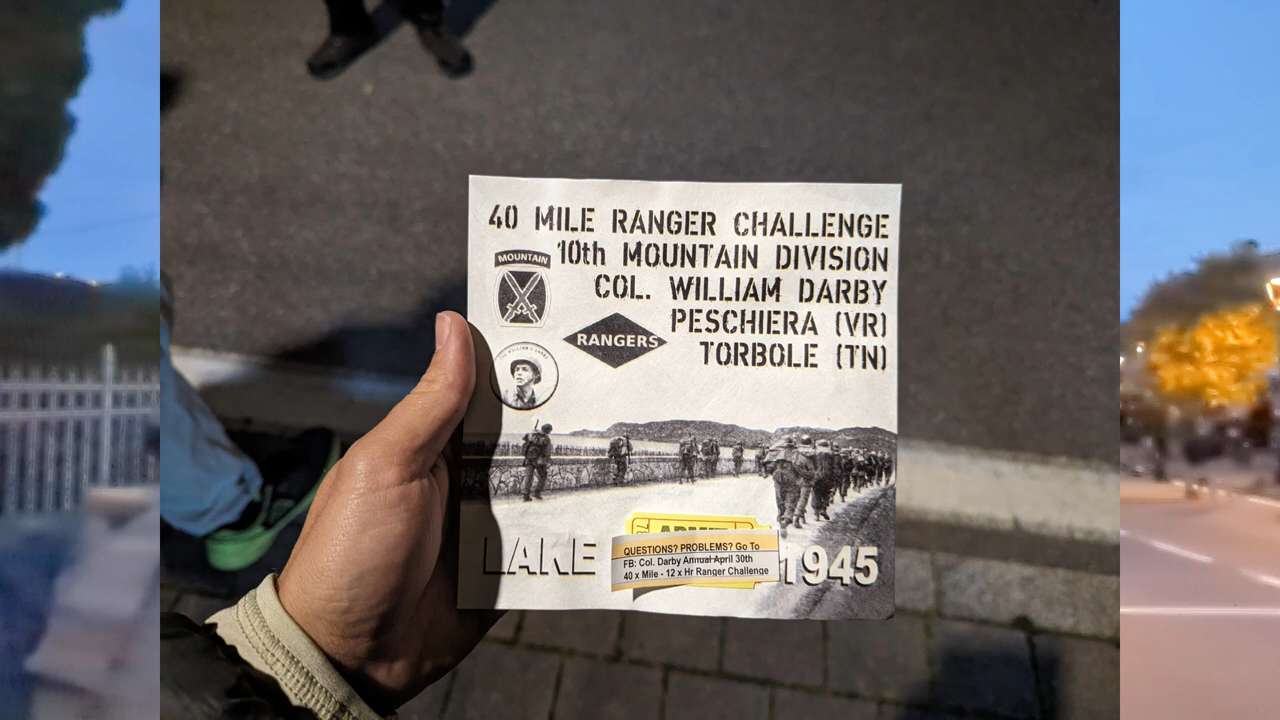 40 MILE RANGER CHALLENGE
10th MOUNTAIN DIVISION
COL. WILLIAM DARBY
PESCHIERA (VR)
TORBOLE (TN)
MOUNTAIN
RANGERS
LAKE
1945
QUESTIONS? PROBLEMS? Go To
FB: Col. Darby Annual April 30th
40 x Mile - 12 x Hr Ranger Challenge